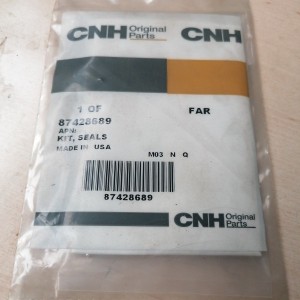 CNH Original Parts
CNH
1 OF
FAR
87428689
KIT, SEALS
MADE IN USA
M03 N Q
87428689
CNH Original Parts